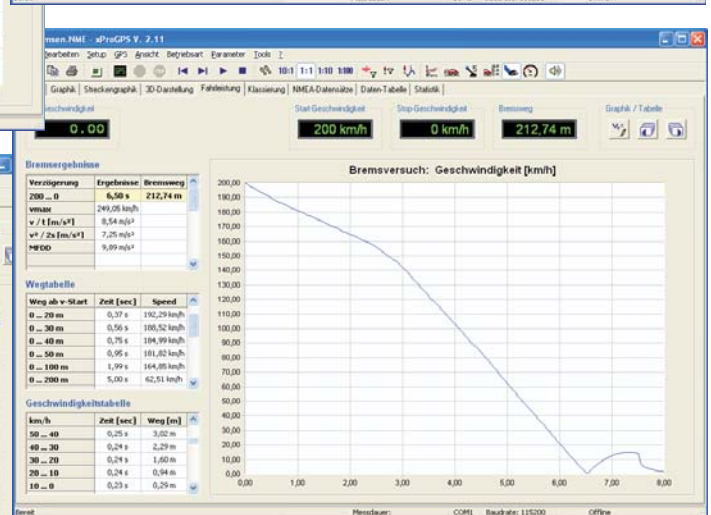 rmsen.NME - xProGPS V. 2.11
Bearbeiten Setup GPS Ansicht Betriebsart Parameter Tools ?
10:1 1:1 1:10 1:100
Graphik Streckengraphik 3D-Darstellung Fahrleistung Klassierung NMEA-Datensätze Daten-Tabelle Statistik
Geschwindigkeit Start-Geschwindigkeit Stop-Geschwindigkeit Bremsweg Graphik / Tabelle
0.00 200 km/h 0 km/h 212,74 m
Bremsergebnisse
Verzögerung Ergebnisse Bremsweg
200 ... 0 6,50 s 212,74 m
vmax 249,05 km/h
v / t [m/s²] 8,54 m/s²
v² / 2s [m/s²] 7,25 m/s²
MFDD 9,89 m/s²
Wegtabelle
Weg ab v-Start Zeit [sec] Speed
0 ... 20 m 0,37 s 192,29 km/h
0 ... 30 m 0,56 s 188,52 km/h
0 ... 40 m 0,75 s 184,99 km/h
0 ... 50 m 0,95 s 181,82 km/h
0 ... 100 m 1,99 s 164,85 km/h
0 ... 200 m 5,00 s 62,51 km/h
Geschwindigkeitstabelle
km/h Zeit [sec] Weg [m]
50 ... 40 0,25 s 3,02 m
40 ... 30 0,24 s 2,29 m
30 ... 20 0,24 s 1,60 m
20 ... 10 0,24 s 0,94 m
10 ... 0 0,23 s 0,29 m
Bremsversuch: Geschwindigkeit [km/h]
200,00
190,00
180,00
170,00
160,00
150,00
140,00
130,00
120,00
110,00
100,00
90,00
80,00
70,00
60,00
50,00
40,00
30,00
20,00
10,00
0,00
0,00 1,00 2,00 3,00 4,00 5,00 6,00 7,00 8,00
Bereit Messdauer: COM1 Baudrate: 115200 Offline